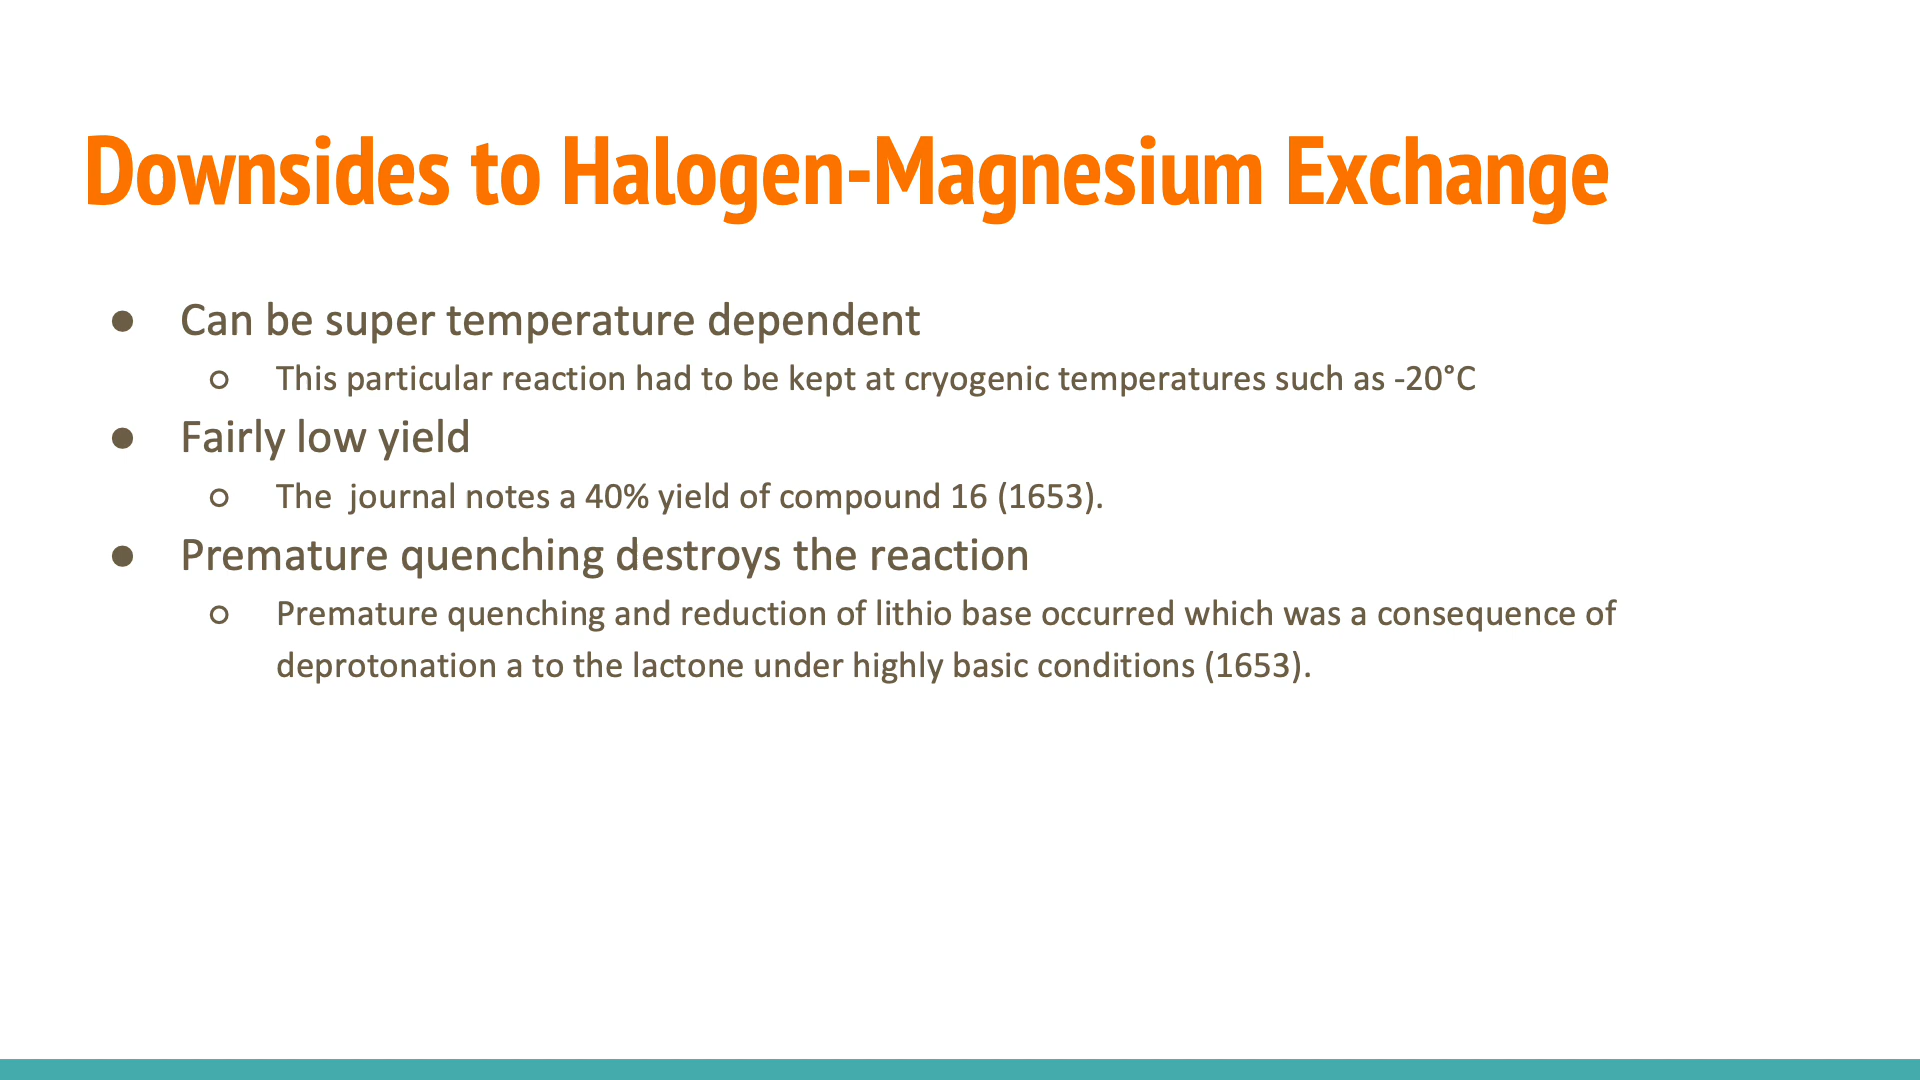 Downsides to Halogen-Magnesium Exchange
● Can be super temperature dependent
○ This particular reaction had to be kept at cryogenic temperatures such as -20°C
● Fairly low yield
○ The  journal notes a 40% yield of compound 16 (1653).
● Premature quenching destroys the reaction
○ Premature quenching and reduction of lithio base occurred which was a consequence of
deprotonation a to the lactone under highly basic conditions (1653).